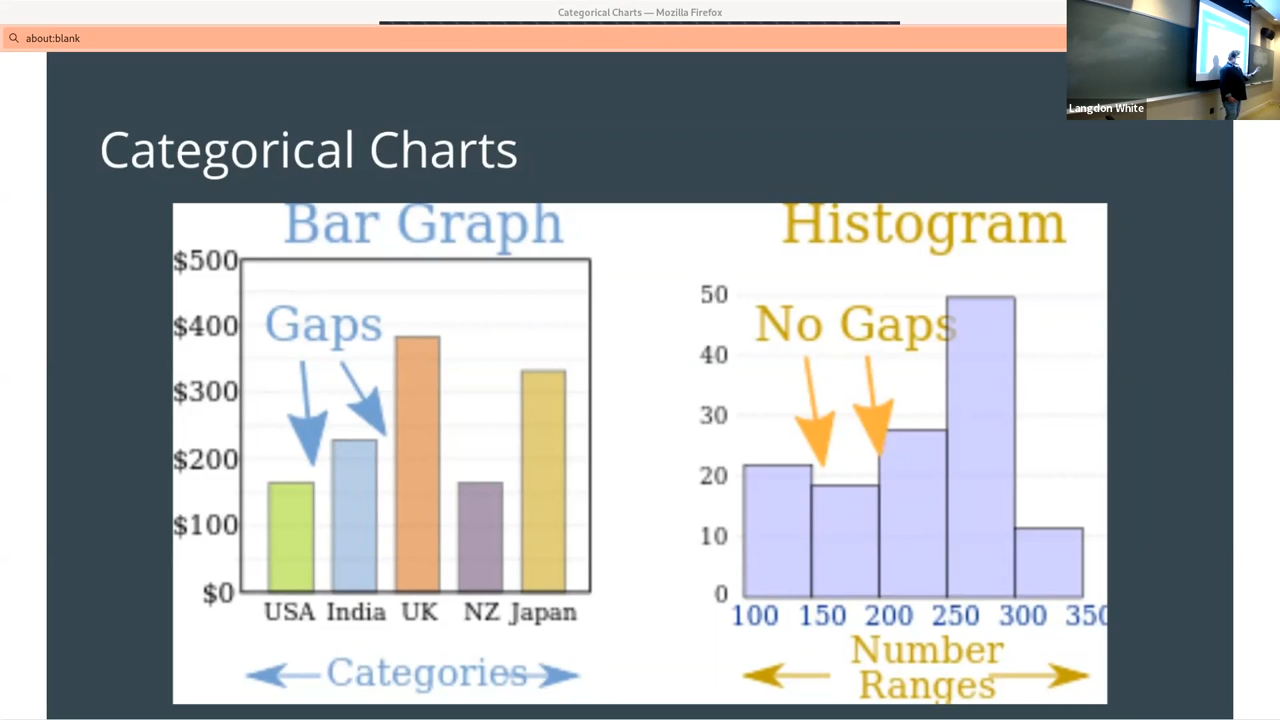 Categorical Charts — Mozilla Firefox
about:blank
Langdon White
Categorical Charts
Bar Graph
$500
$400
$300
$200
$100
$0
Gaps
USA India UK NZ Japan
Categories
Histogram
50
40
30
20
10
0
No Gaps
100 150 200 250 300 350
Number
Ranges